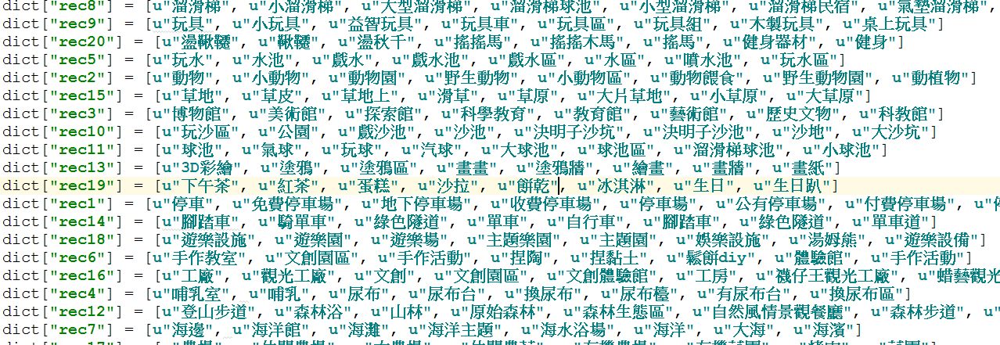 dict["rec8"] = [u"溜滑梯", u"小溜滑梯", u"大型溜滑梯", u"溜滑梯球池", u"小型溜滑梯", u"溜滑梯民宿", u"氣墊溜滑梯",
dict["rec9"] = [u"玩具", u"小玩具", u"益智玩具", u"玩具車", u"玩具區", u"玩具組", u"木製玩具", u"桌上玩具"]
dict["rec20"] = [u"盪鞦韆", u"鞦韆", u"盪秋千", u"搖搖馬", u"搖搖木馬", u"搖馬", u"健身器材", u"健身"]
dict["rec5"] = [u"玩水", u"水池", u"戲水", u"戲水池", u"戲水區", u"水區", u"噴水池", u"玩水區"]
dict["rec2"] = [u"動物", u"小動物", u"動物園", u"野生動物", u"小動物區", u"動物餵食", u"野生動物園", u"動植物"]
dict["rec15"] = [u"草地", u"草皮", u"草地上", u"滑草", u"草原", u"大片草地", u"小草原", u"大草原"]
dict["rec3"] = [u"博物館", u"美術館", u"探索館", u"科學教育", u"教育館", u"藝術館", u"歷史文物", u"科教館"]
dict["rec10"] = [u"玩沙區", u"公園", u"戲沙池", u"沙池", u"決明子沙坑", u"決明子沙池", u"沙地", u"大沙坑"]
dict["rec11"] = [u"球池", u"氣球", u"玩球", u"汽球", u"大球池", u"球池區", u"溜滑梯球池", u"小球池"]
dict["rec13"] = [u"3D彩繪", u"塗鴉", u"塗鴉區", u"畫畫", u"塗鴉牆", u"繪畫", u"畫牆", u"畫紙"]
dict["rec19"] = [u"下午茶", u"紅茶", u"蛋糕", u"沙拉", u"餅乾", u"冰淇淋", u"生日", u"生日趴"]
dict["rec1"] = [u"停車", u"免費停車場", u"地下停車場", u"收費停車場", u"停車場", u"公有停車場", u"付費停車場", u"停
dict["rec14"] = [u"腳踏車", u"騎單車", u"綠色隧道", u"單車", u"自行車", u"腳踏車", u"綠色隧道", u"單車道"]
dict["rec18"] = [u"遊樂設施", u"遊樂園", u"遊樂場", u"主題樂園", u"主題園", u"娛樂設施", u"湯姆熊", u"遊樂設備"]
dict["rec6"] = [u"手作教室", u"文創園區", u"手作活動", u"捏陶", u"捏黏土", u"鬆餅diy", u"體驗館", u"手作活動"]
dict["rec16"] = [u"工廠", u"觀光工廠", u"文創", u"文創園區", u"文創體驗館", u"工房", u"襪仔王觀光工廠", u"蜡藝觀光
dict["rec4"] = [u"哺乳室", u"哺乳", u"尿布", u"尿布台", u"換尿布", u"尿布檯", u"有尿布台", u"換尿布區"]
dict["rec12"] = [u"登山步道", u"森林浴", u"山林", u"原始森林", u"森林生態區", u"自然風情景觀餐廳", u"森林步道", u"
dict["rec7"] = [u"海邊", u"海洋館", u"海灘", u"海洋主題", u"海水浴場", u"海洋", u"大海", u"海濱"]